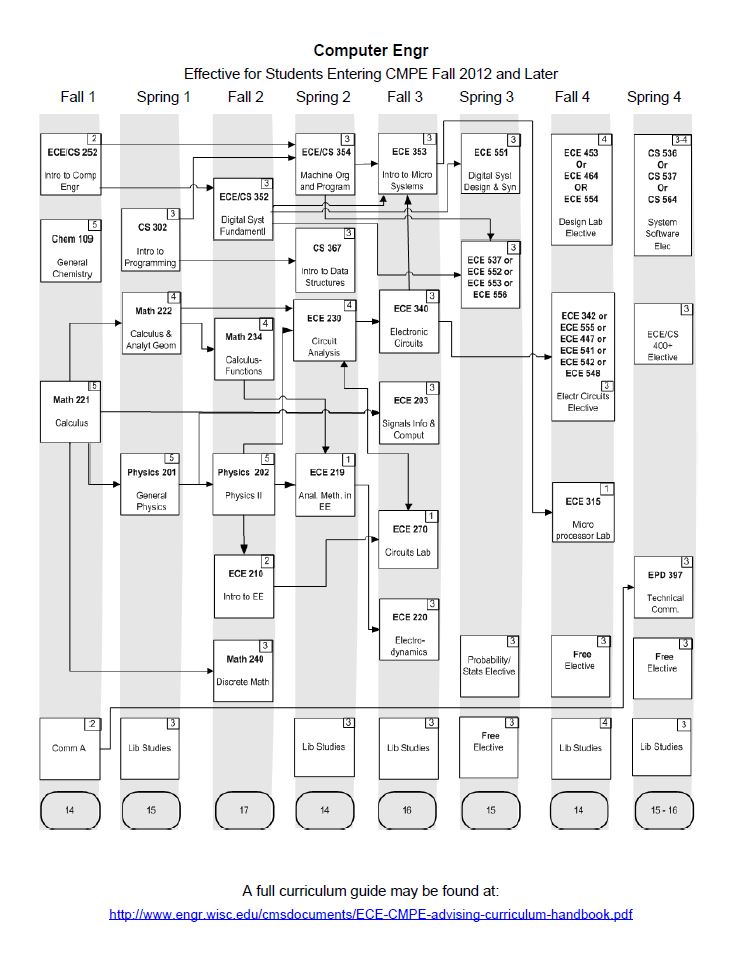 Computer Engr
Effective for Students Entering CMPE Fall 2012 and Later
Fall 1
Spring 1
Fall 2
Spring 2
Fall 3
Spring 3
Fall 4
Spring 4
2
ECE/CS 252
Intro to Comp
Engr
5
Chem 109
General
Chemistry
5
Math 221
Calculus
2
Comm A
14
3
CS 302
Intro to
Programming
4
Math 222
Calculus &
Analyt Geom
5
Physics 201
General
Physics
3
Lib Studies
15
3
ECE/CS 352
Digital Syst
Fundamentl
4
Math 234
Calculus-
Functions
5
Physics 202
Physics II
2
ECE 210
Intro to EE
3
Math 240
Discrete Math
17
3
ECE/CS 354
Machine Org
and Program
3
CS 367
Intro to Data
Structures
4
ECE 230
Circuit
Analysis
1
ECE 219
Anal. Meth. in
EE
3
Lib Studies
14
3
ECE 353
Intro to Micro
Systems
3
ECE 340
Electronic
Circuits
3
ECE 203
Signals Info &
Comput
1
ECE 270
Circuits Lab
3
ECE 220
Electro-
dynamics
3
Lib Studies
16
3
ECE 551
Digital Syst
Design & Syn
3
ECE 537 or
ECE 552 or
ECE 553 or
ECE 556
3
Probability/
Stats Elective
3
Free
Elective
15
4
ECE 453
Or
ECE 464
OR
ECE 554
Design Lab
Elective
ECE 342 or
ECE 555 or
ECE 447 or
ECE 541 or
ECE 542 or
ECE 548
3
Electr Circuits
Elective
1
ECE 315
Micro
processor Lab
3
Free
Elective
4
Lib Studies
14
3-4
CS 536
Or
CS 537
Or
CS 564
System
Software
Elec
3
ECE/CS
400+
Elective
3
EPD 397
Technical
Comm.
3
Free
Elective
3
Lib Studies
15 - 16
A full curriculum guide may be found at:
http://www.engr.wisc.edu/cmsdocuments/ECE-CMPE-advising-curriculum-handbook.pdf